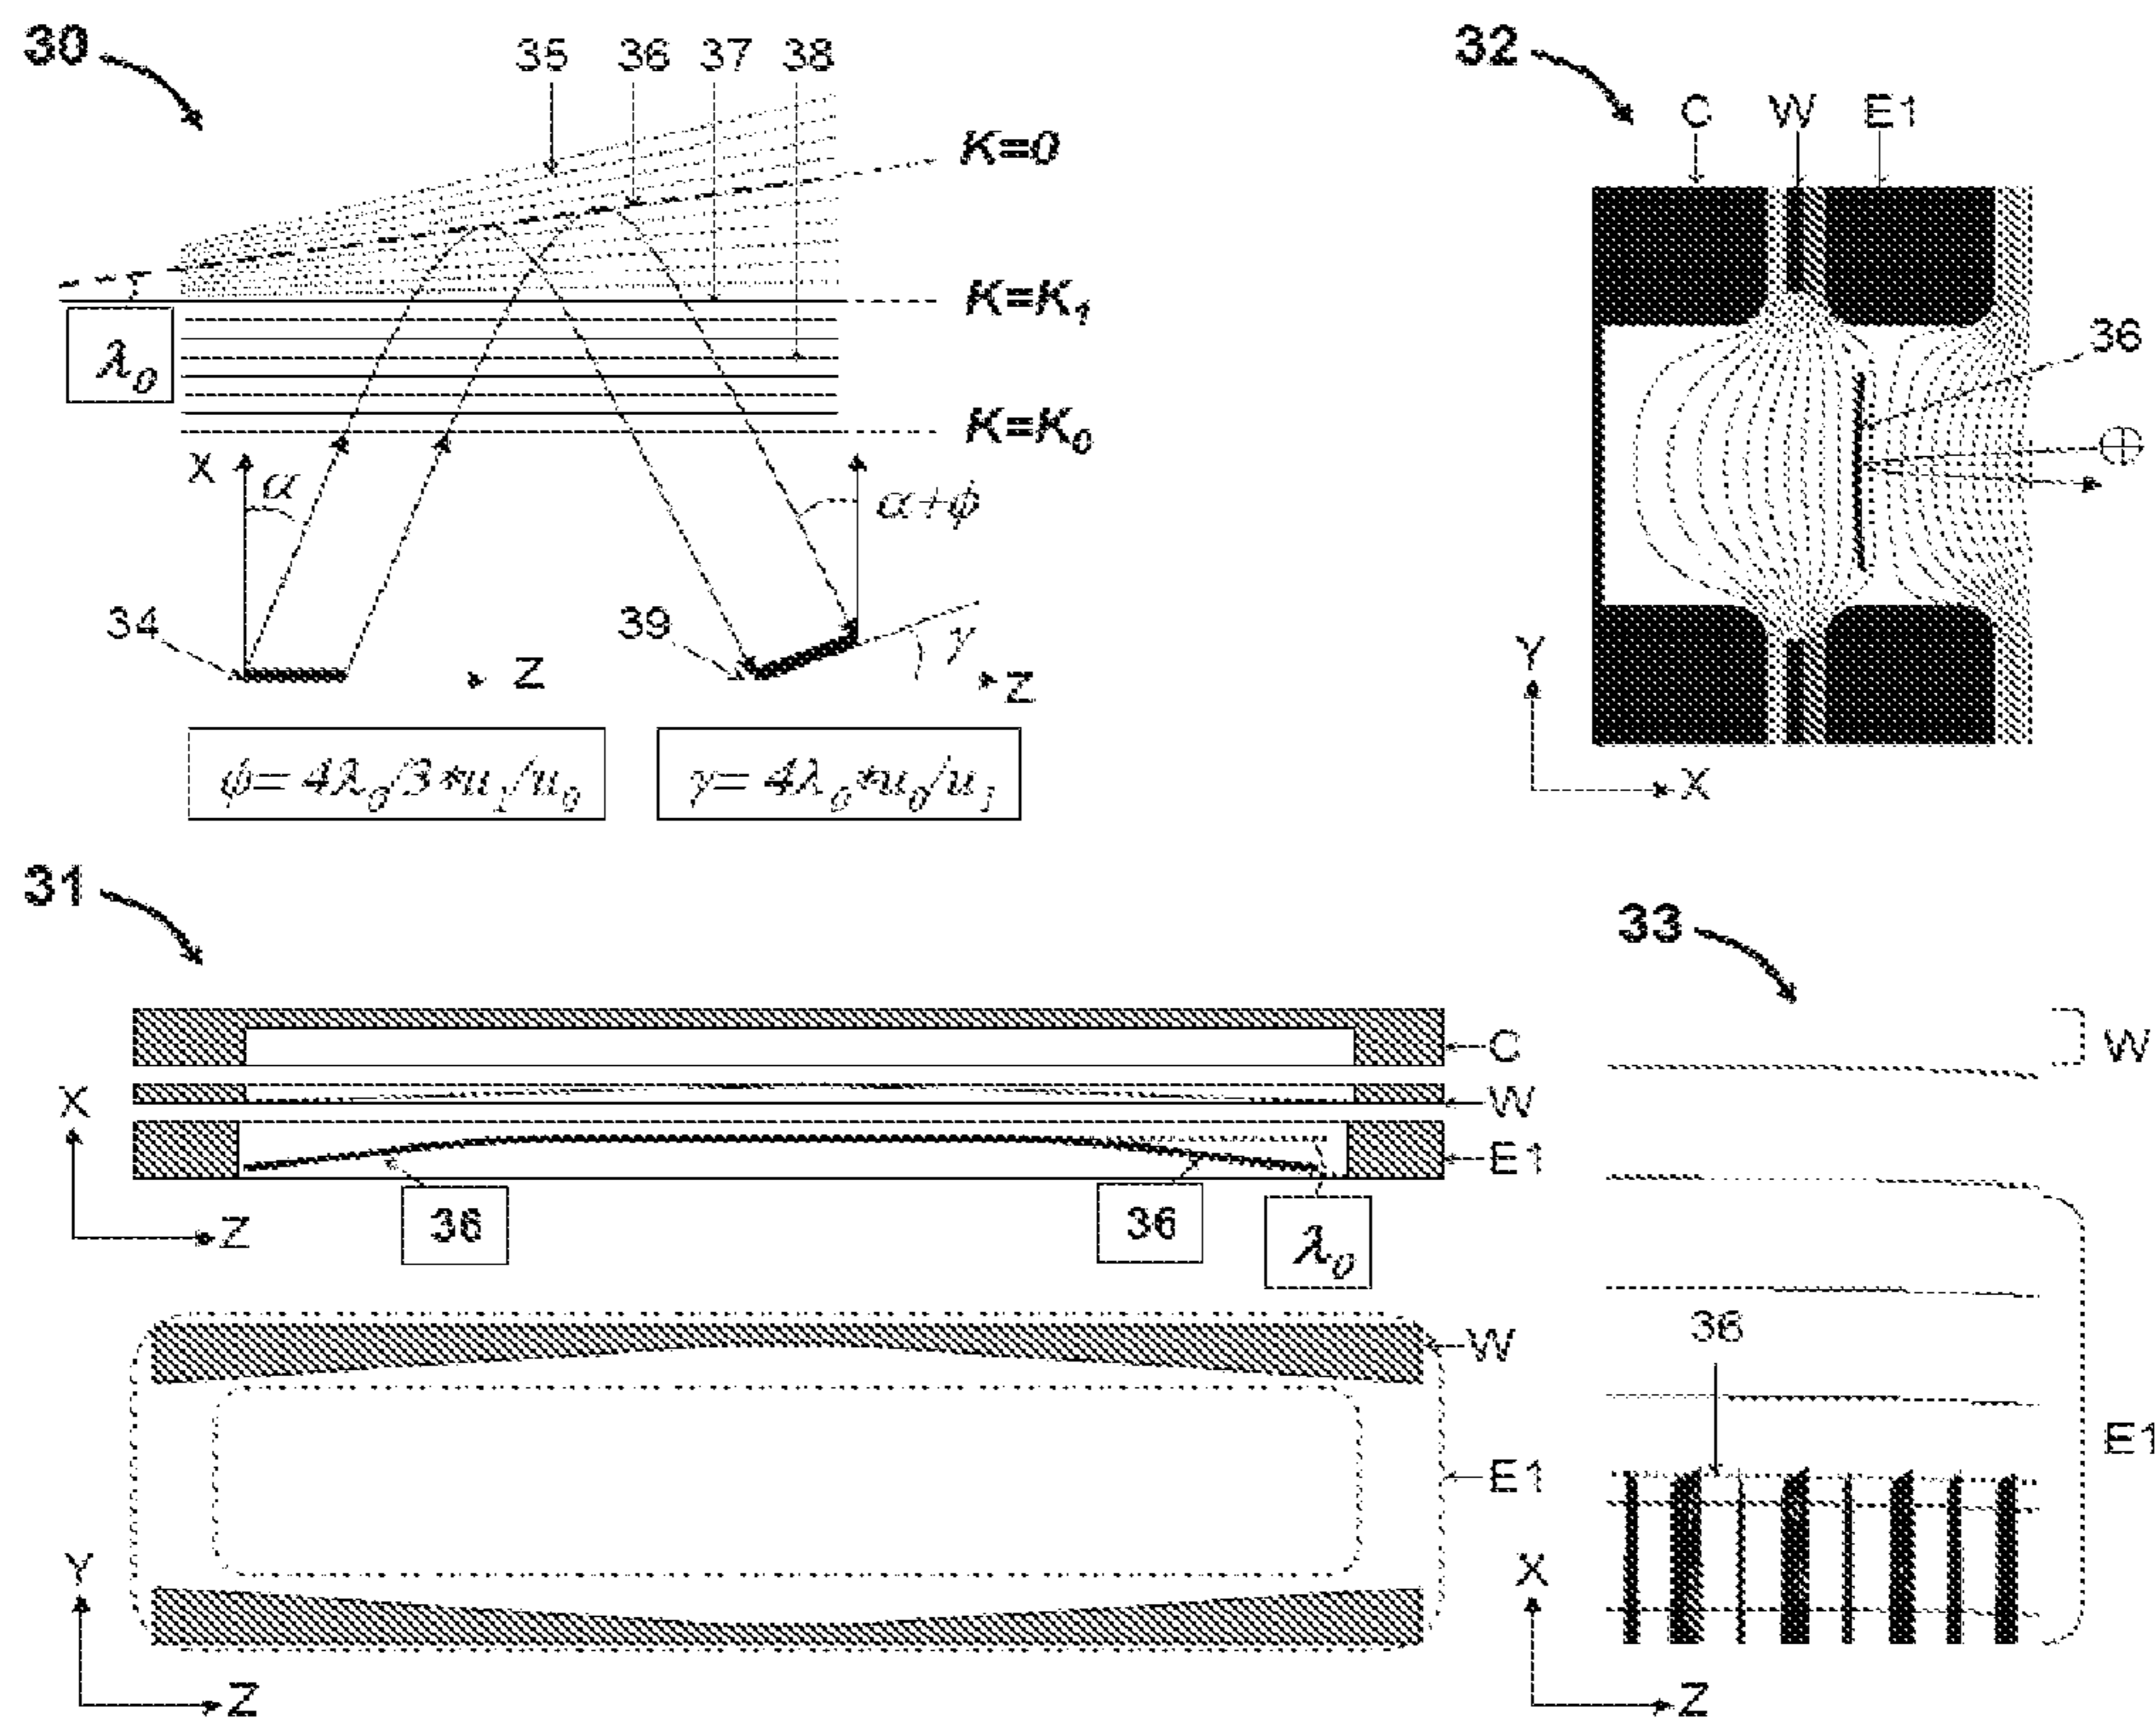 30
35 36 37 38
K=0
λ₀
K=K₁
K=K₀
X
α
α+ϕ
34
39
Z
γ
Z
ϕ= 4λ₀/3*u₁/u₀
γ= 4λ₀*u₀/u₁
32
C W E1
36
Y
X
31
C
X
W
E1
Z
36
36
λ₀
W
E1
Y
Z
33
W
36
E1
X
Z